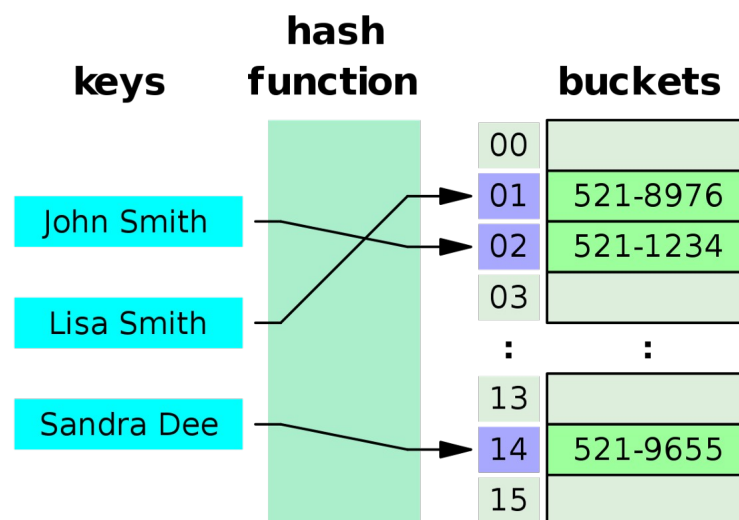 keys
hash
function
buckets
John Smith
Lisa Smith
Sandra Dee
00
01 521-8976
02 521-1234
03
: :
13
14 521-9655
15